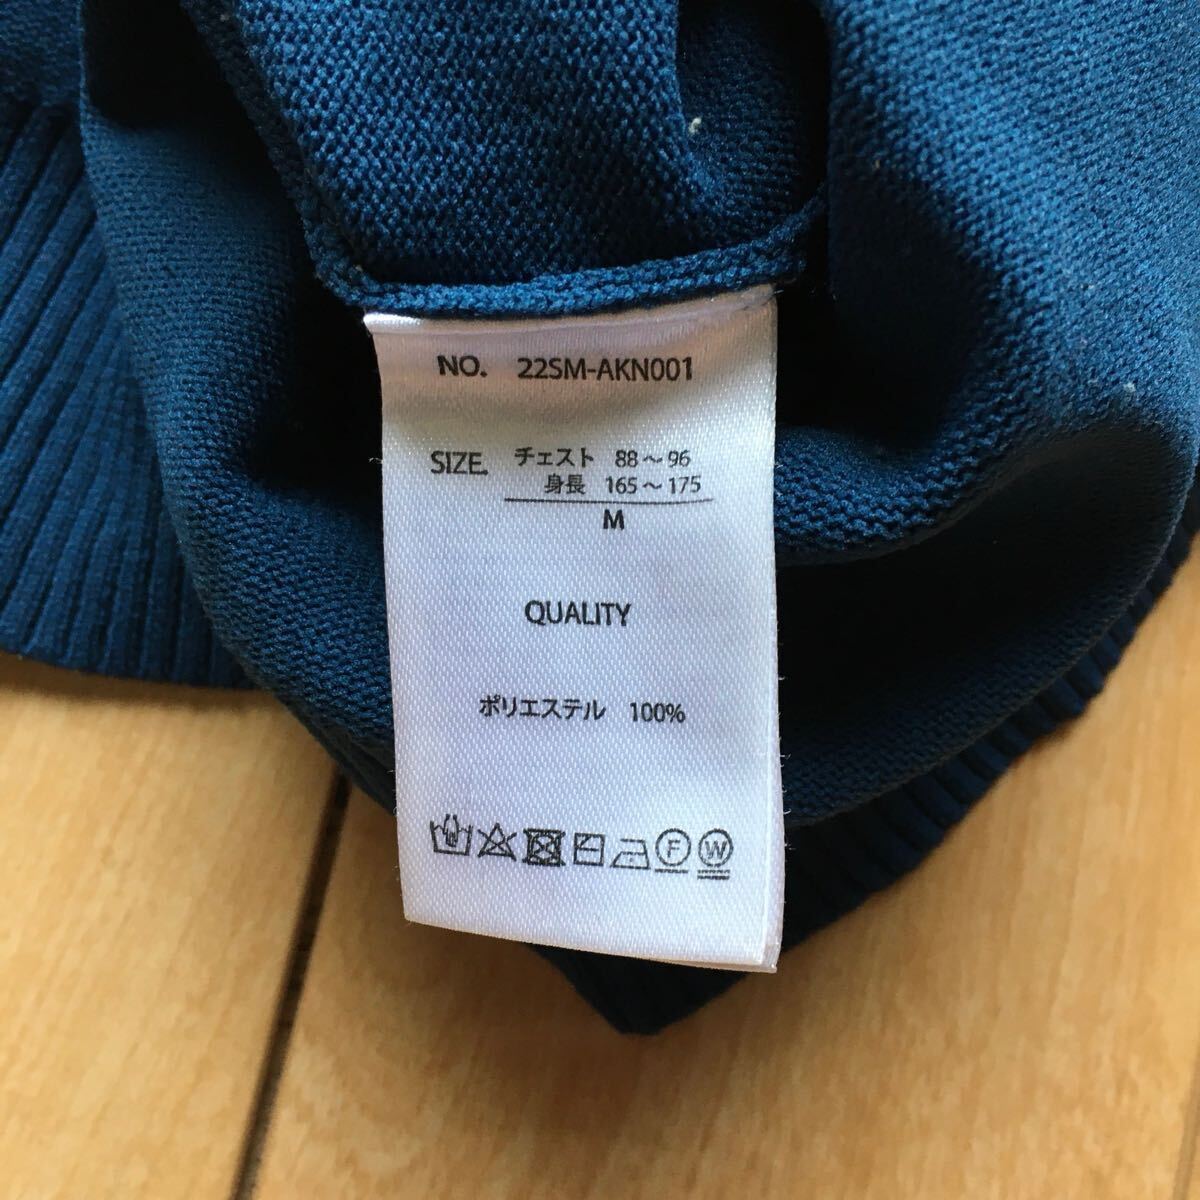 NO. 22SM-AKN001
SIZE. チェスト 88～96
身長 165～175
M
QUALITY
ポリエステル 100%
F W